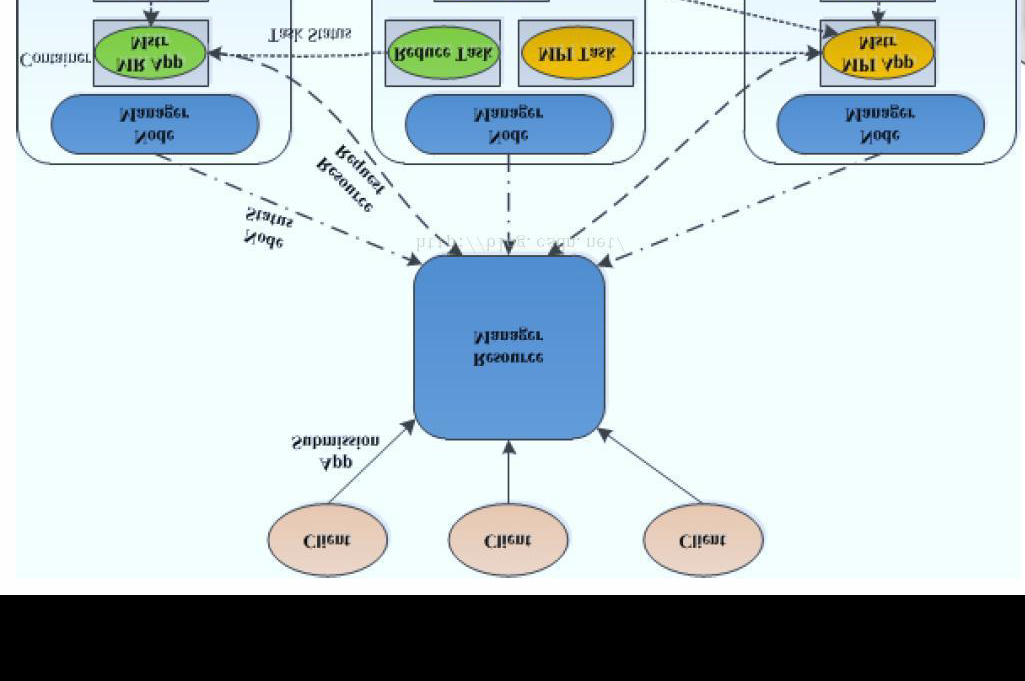 Client
Client
Client
App
Submission
Resource
Manager
http://blog.csdn.net/
Node
Status
Resource
Request
Node
Manager
Node
Manager
Node
Manager
Container
MR App
Mstr
Task Status
Reduce Task
MPI Task
MPI App
Mstr